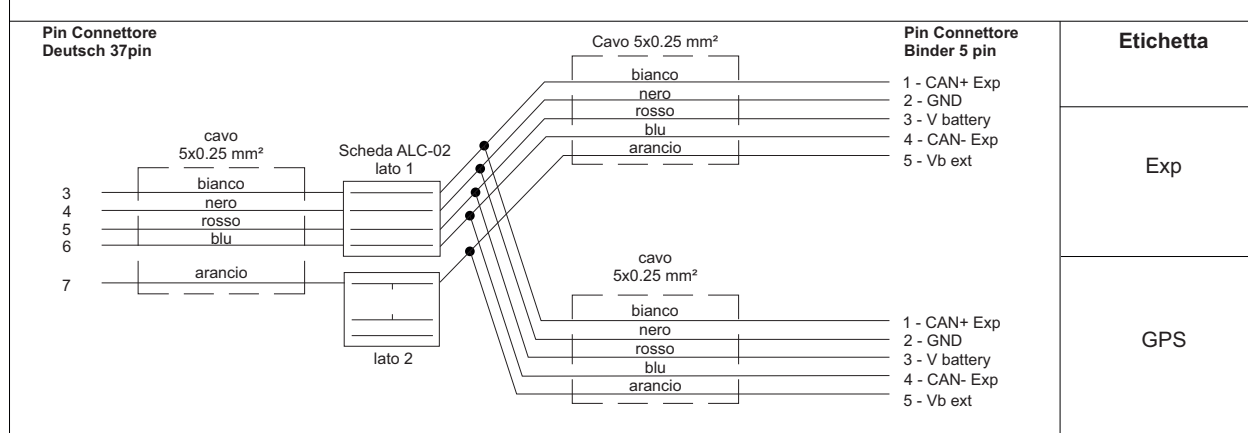 Pin Connettore
Deutsch 37pin
Cavo 5x0.25 mm²
Pin Connettore
Binder 5 pin
Etichetta
bianco
nero
rosso
blu
arancio
1 - CAN+ Exp
2 - GND
3 - V battery
4 - CAN- Exp
5 - Vb ext
Exp
cavo
5x0.25 mm²
Scheda ALC-02
lato 1
3
4
5
6
7
bianco
nero
rosso
blu
arancio
lato 2
cavo
5x0.25 mm²
bianco
nero
rosso
blu
arancio
1 - CAN+ Exp
2 - GND
3 - V battery
4 - CAN- Exp
5 - Vb ext
GPS